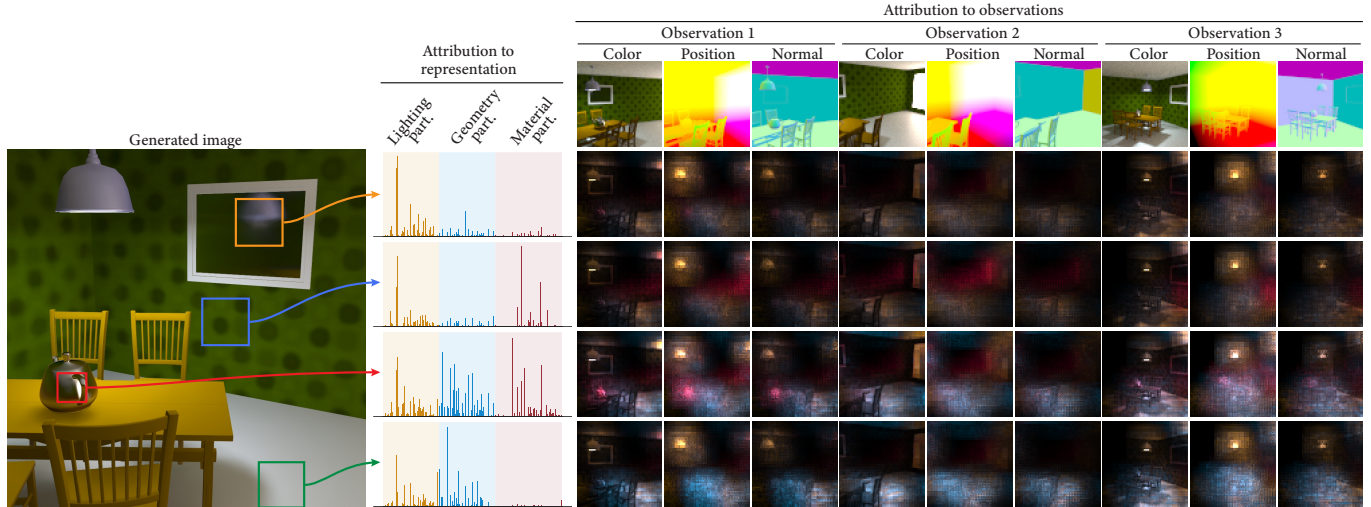 Attribution to observations
Observation 1 Observation 2 Observation 3
Attribution to
representation
Color Position Normal Color Position Normal Color Position Normal
Lighting
part.
Geometry
part.
Material
part.
Generated image